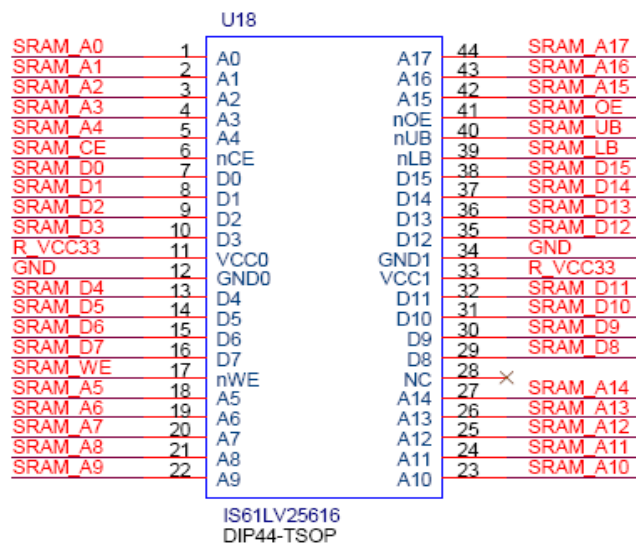 U18
SRAM_A0 1 A0 A17 44 SRAM_A17
SRAM_A1 2 A1 A16 43 SRAM_A16
SRAM_A2 3 A2 A15 42 SRAM_A15
SRAM_A3 4 A3 nOE 41 SRAM_OE
SRAM_A4 5 A4 nUB 40 SRAM_UB
SRAM_CE 6 nCE nLB 39 SRAM_LB
SRAM_D0 7 D0 D15 38 SRAM_D15
SRAM_D1 8 D1 D14 37 SRAM_D14
SRAM_D2 9 D2 D13 36 SRAM_D13
SRAM_D3 10 D3 D12 35 SRAM_D12
R_VCC33 11 VCC0 GND1 34 GND
GND 12 GND0 VCC1 33 R_VCC33
SRAM_D4 13 D4 D11 32 SRAM_D11
SRAM_D5 14 D5 D10 31 SRAM_D10
SRAM_D6 15 D6 D9 30 SRAM_D9
SRAM_D7 16 D7 D8 29 SRAM_D8
SRAM_WE 17 nWE NC 28
SRAM_A5 18 A5 A14 27 SRAM_A14
SRAM_A6 19 A6 A13 26 SRAM_A13
SRAM_A7 20 A7 A12 25 SRAM_A12
SRAM_A8 21 A8 A11 24 SRAM_A11
SRAM_A9 22 A9 A10 23 SRAM_A10
IS61LV25616
DIP44-TSOP